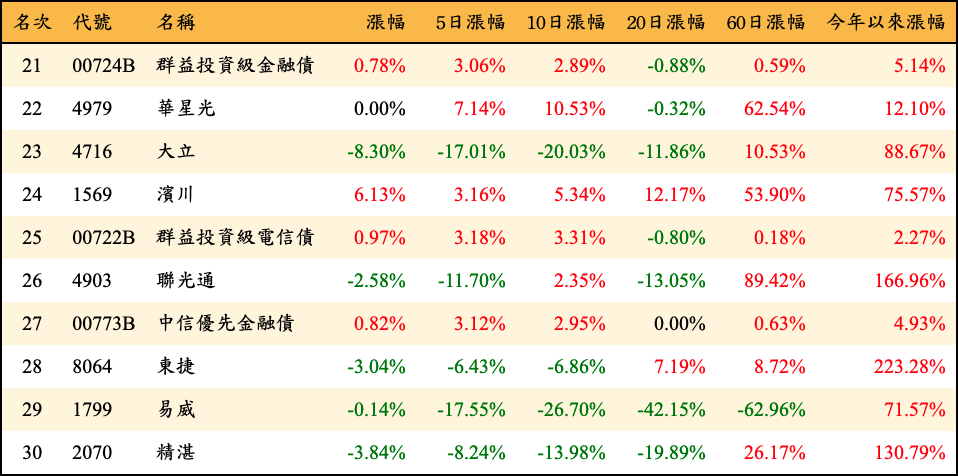 名次 代號 名稱 漲幅 5日漲幅 10日漲幅 20日漲幅 60日漲幅 今年以來漲幅
21 00724B 群益投資級金融債 0.78% 3.06% 2.89% -0.88% 0.59% 5.14%
22 4979 華星光 0.00% 7.14% 10.53% -0.32% 62.54% 12.10%
23 4716 大立 -8.30% -17.01% -20.03% -11.86% 10.53% 88.67%
24 1569 濱川 6.13% 3.16% 5.34% 12.17% 53.90% 75.57%
25 00722B 群益投資級電信債 0.97% 3.18% 3.31% -0.80% 0.18% 2.27%
26 4903 聯光通 -2.58% -11.70% 2.35% -13.05% 89.42% 166.96%
27 00773B 中信優先金融債 0.82% 3.12% 2.95% 0.00% 0.63% 4.93%
28 8064 東捷 -3.04% -6.43% -6.86% 7.19% 8.72% 223.28%
29 1799 易威 -0.14% -17.55% -26.70% -42.15% -62.96% 71.57%
30 2070 精湛 -3.84% -8.24% -13.98% -19.89% 26.17% 130.79%